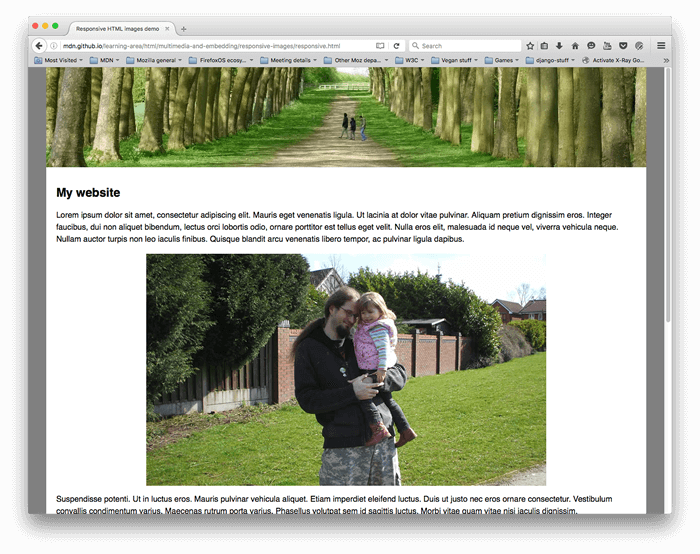 Responsive HTML images demo
mdn.github.io/learning-area/html/multimedia-and-embedding/responsive-images/responsive.html
Search
Most Visited MDN Mozilla general FirefoxOS ecosy... Meeting details Other Moz depa... W3C Vegan stuff Games django-stuff Activate X-Ray Go...
My website
Lorem ipsum dolor sit amet, consectetur adipiscing elit. Mauris eget venenatis ligula. Ut lacinia at dolor vitae pulvinar. Aliquam pretium dignissim eros. Integer
faucibus, dui non aliquet bibendum, lectus orci lobortis odio, ornare porttitor est tellus eget velit. Nulla eros elit, malesuada id neque vel, viverra vehicula neque.
Nullam auctor turpis non leo iaculis finibus. Quisque blandit arcu venenatis libero tempor, ac pulvinar ligula dapibus.
Suspendisse potenti. Ut in luctus eros. Mauris pulvinar vehicula aliquet. Etiam imperdiet eleifend luctus. Duis ut justo nec eros ornare consectetur. Vestibulum
convallis condimentum varius. Maecenas rutrum porta varius. Phasellus volutpat sem id sagittis luctus. Morbi vitae quam vitae nisi iaculis dignissim.